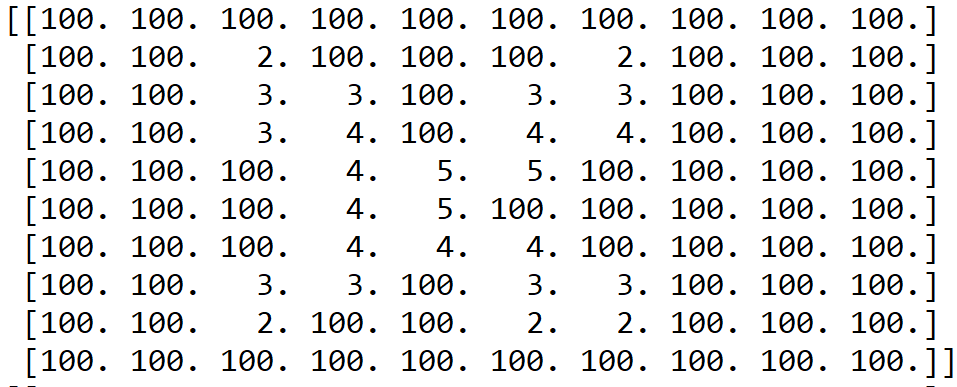 [[100. 100. 100. 100. 100. 100. 100. 100. 100. 100.]
[100. 100. 2. 100. 100. 100. 2. 100. 100. 100.]
[100. 100. 3. 3. 100. 3. 3. 100. 100. 100.]
[100. 100. 3. 4. 100. 4. 4. 100. 100. 100.]
[100. 100. 100. 4. 5. 5. 100. 100. 100. 100.]
[100. 100. 100. 4. 5. 100. 100. 100. 100. 100.]
[100. 100. 100. 4. 4. 4. 100. 100. 100. 100.]
[100. 100. 3. 3. 100. 3. 3. 100. 100. 100.]
[100. 100. 2. 100. 100. 2. 2. 100. 100. 100.]
[100. 100. 100. 100. 100. 100. 100. 100. 100. 100.]]